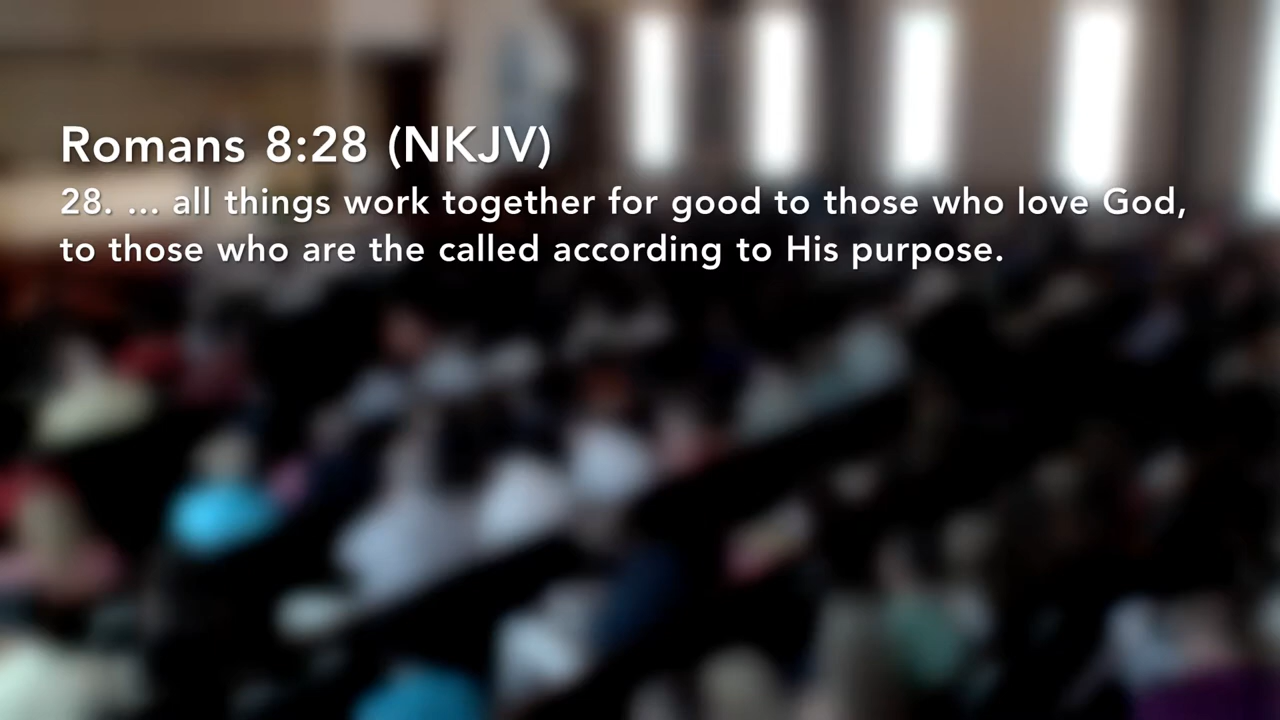 Romans 8:28 (NKJV)
28. ... all things work together for good to those who love God,
to those who are the called according to His purpose.